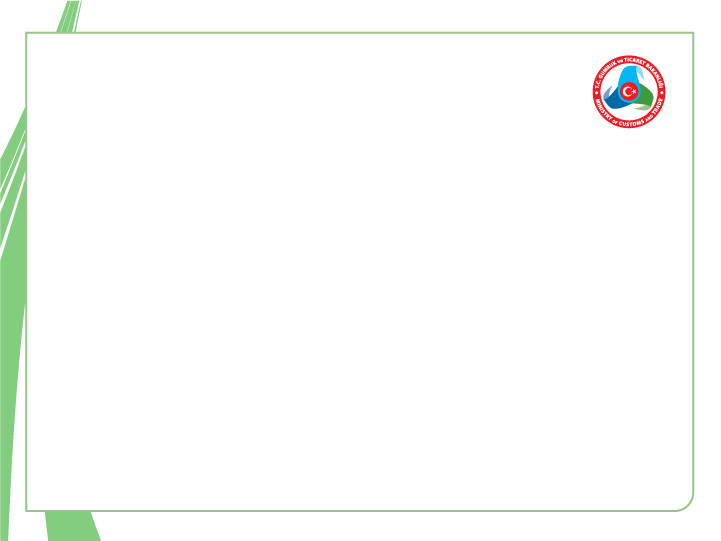 T.C. GÜMRÜK ve TİCARET BAKANLIĞI
MINISTRY OF CUSTOMS AND TRADE